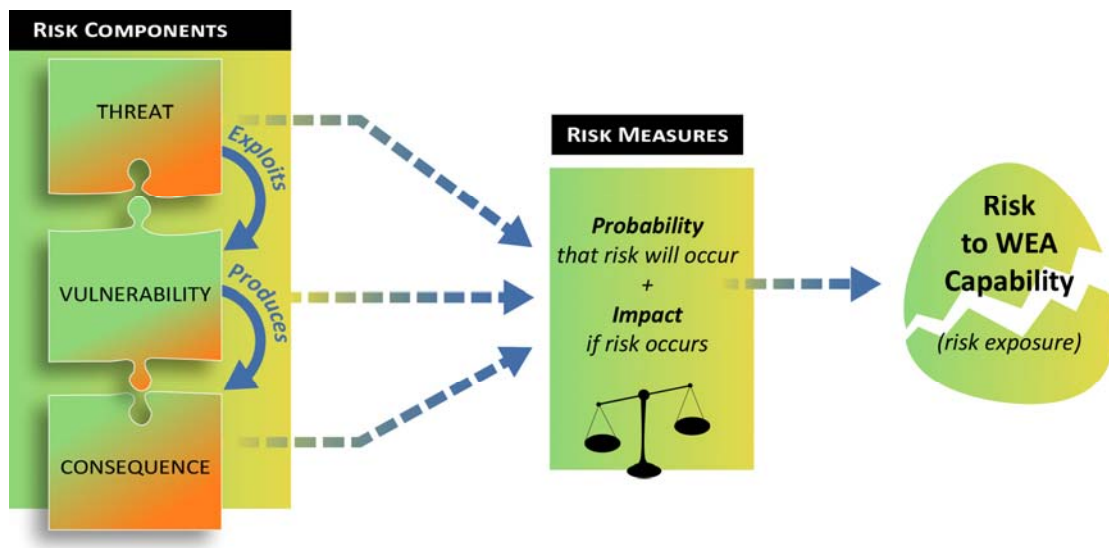 RISK COMPONENTS
THREAT
Exploits
VULNERABILITY
Produces
CONSEQUENCE
RISK MEASURES
Probability
that risk will occur
+
Impact
if risk occurs
Risk
to WEA
Capability
(risk exposure)